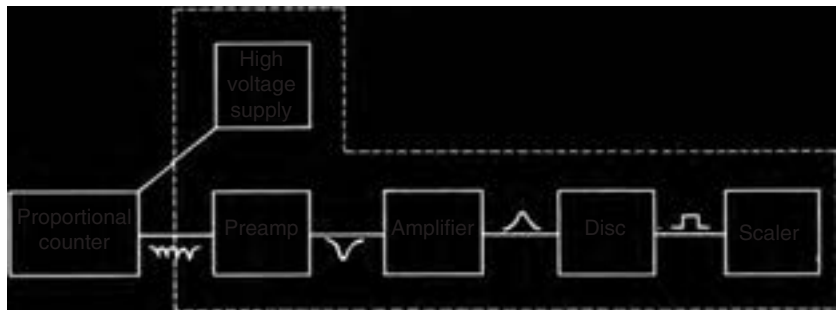 High
voltage
supply
Proportional
counter
Preamp
Amplifier
Disc
Scaler